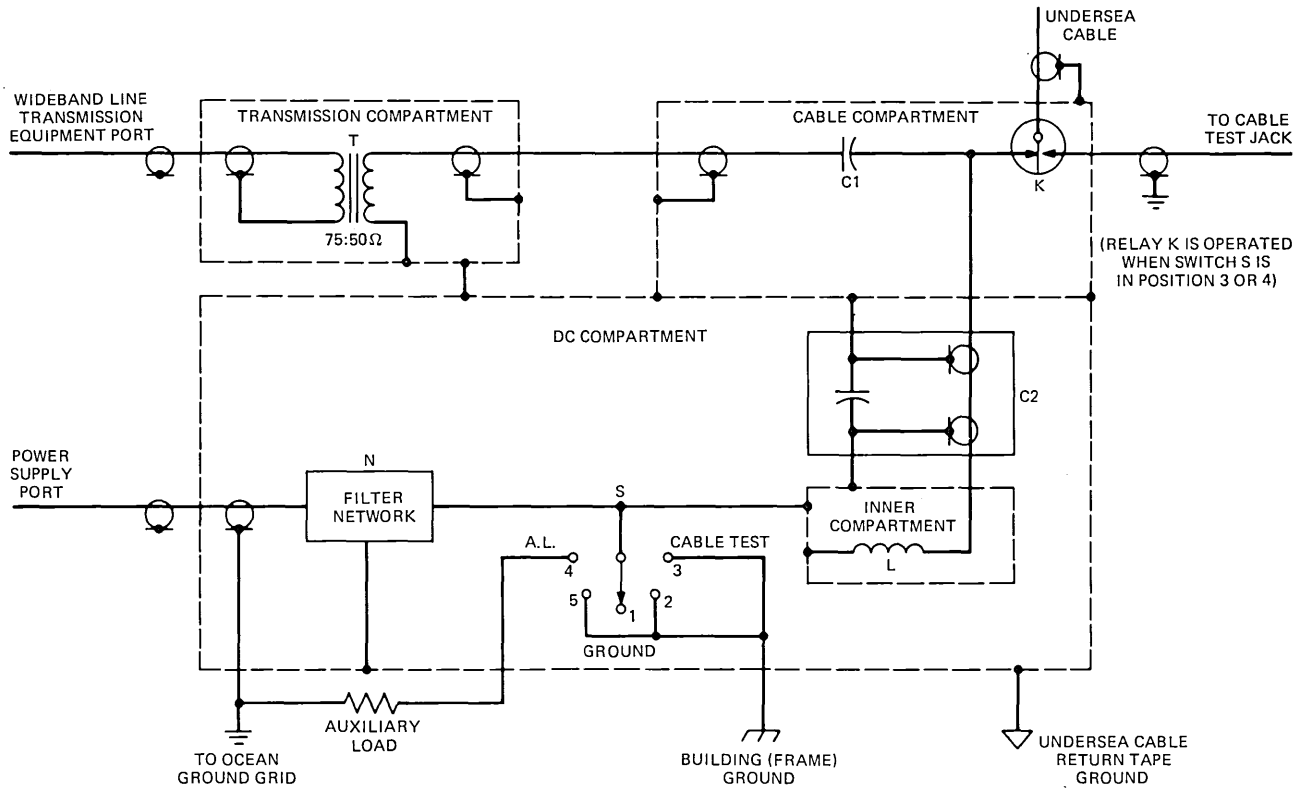 UNDERSEA
CABLE
WIDEBAND LINE
TRANSMISSION
EQUIPMENT PORT
TRANSMISSION COMPARTMENT
T
75:50Ω
CABLE COMPARTMENT
C1
K
TO CABLE
TEST JACK
(RELAY K IS OPERATED
WHEN SWITCH S IS
IN POSITION 3 OR 4)
DC COMPARTMENT
C2
POWER
SUPPLY
PORT
N
FILTER
NETWORK
S
A.L.
4
CABLE TEST
3
5
1
2
GROUND
INNER
COMPARTMENT
L
AUXILIARY
LOAD
TO OCEAN
GROUND GRID
BUILDING (FRAME)
GROUND
UNDERSEA CABLE
RETURN TAPE
GROUND